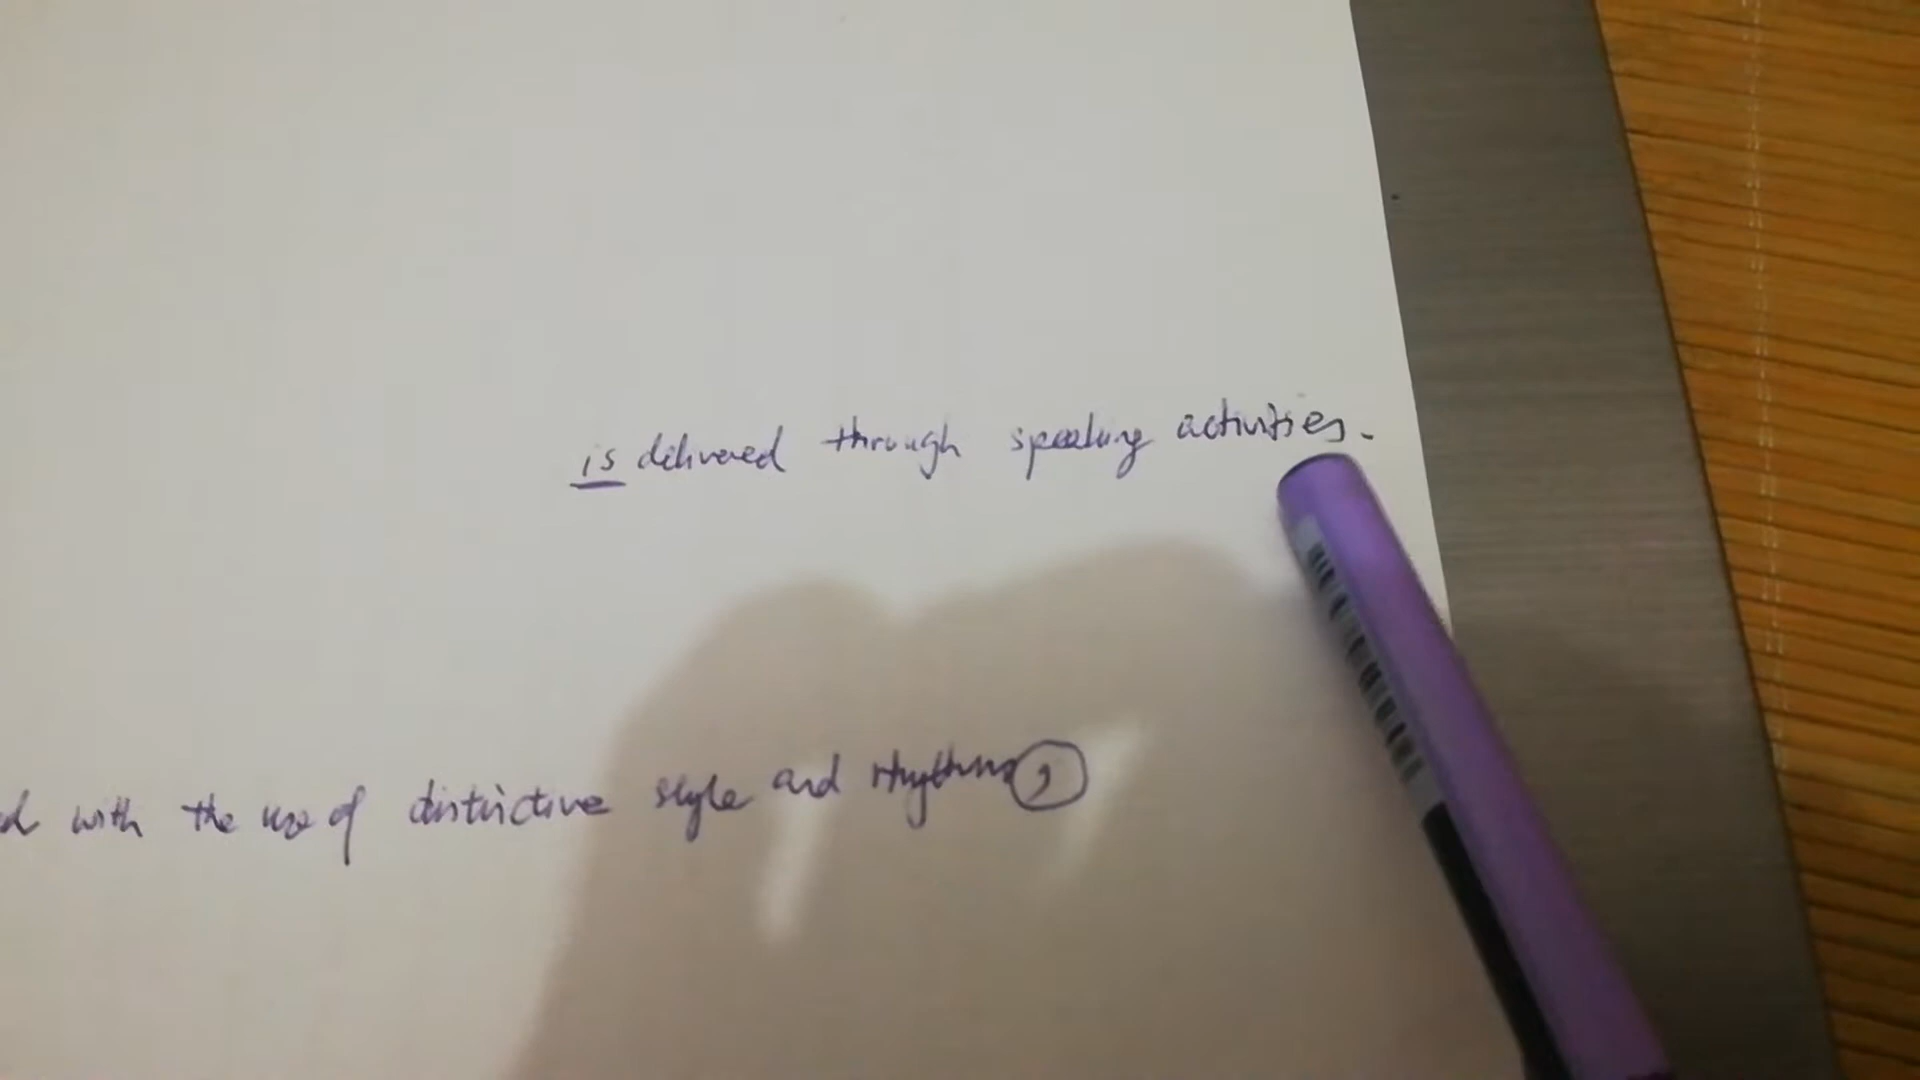 is delivered through speaking activities.
with the use of distinctive style and rhythms,